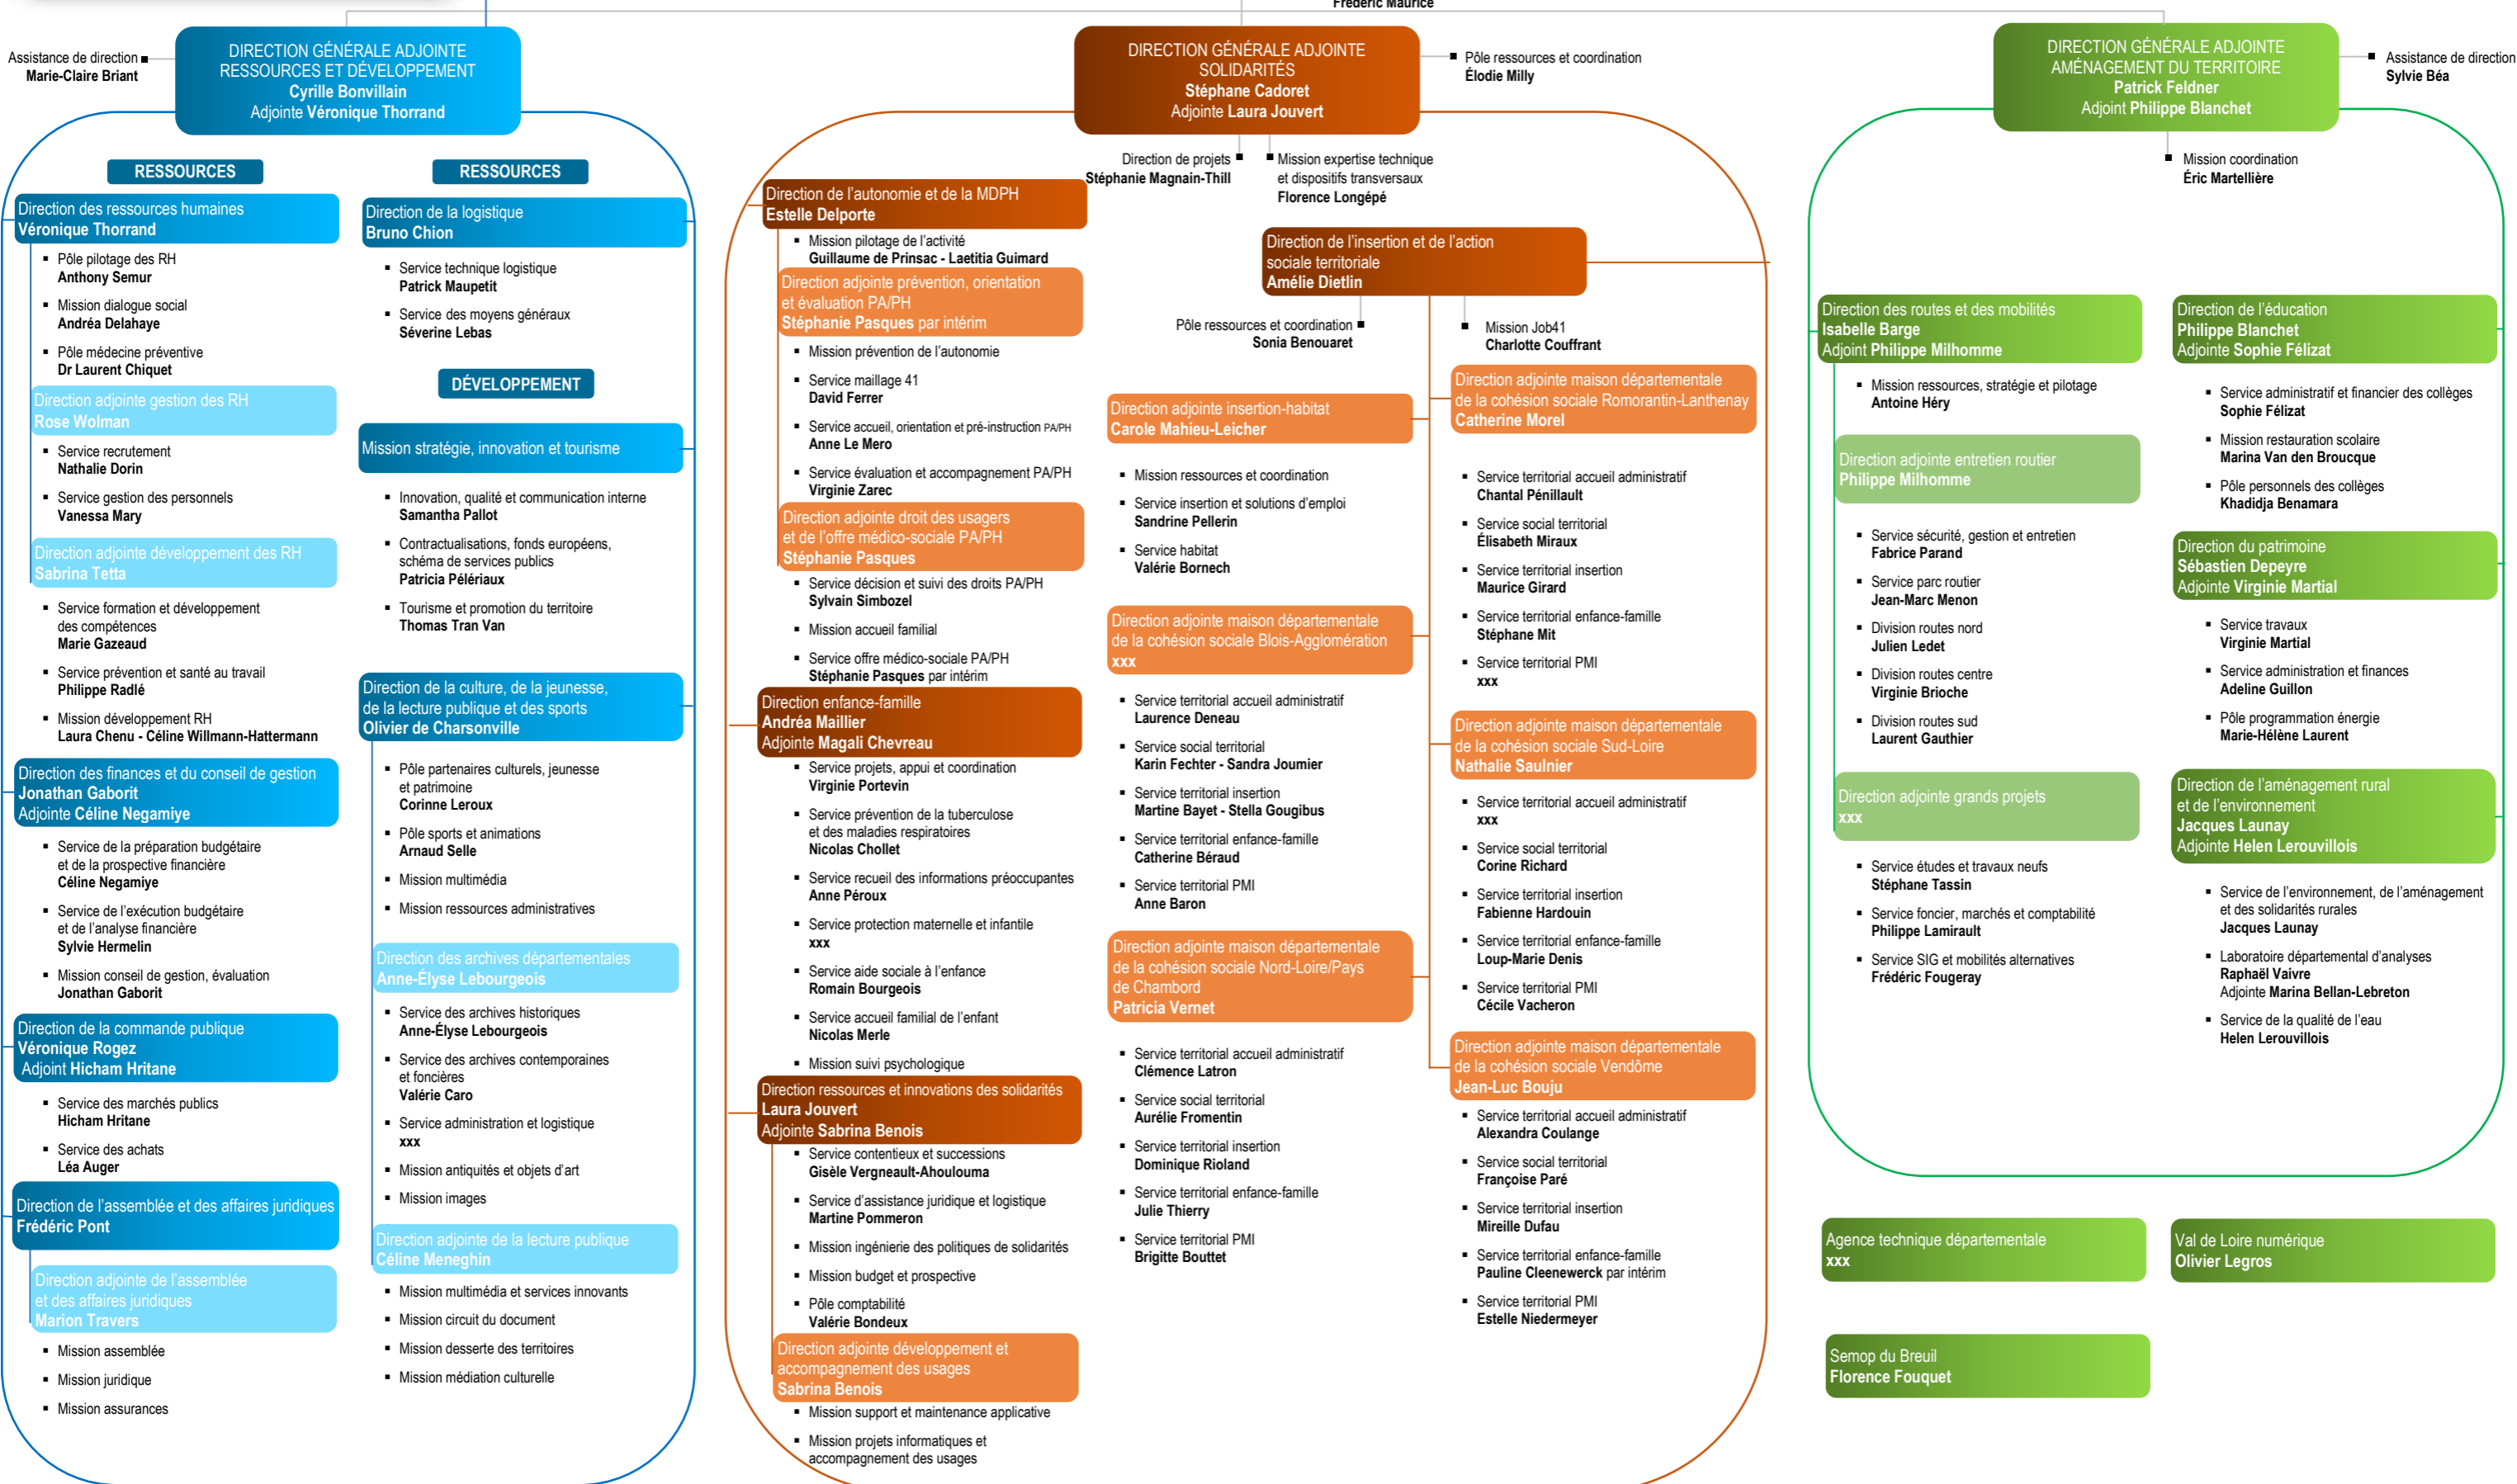 Frédéric Maurice
Assistance de direction
Marie-Claire Briant
DIRECTION GÉNÉRALE ADJOINTE
RESSOURCES ET DÉVELOPPEMENT
Cyrille Bonvillain
Adjointe Véronique Thorrand
RESSOURCES
Direction des ressources humaines
Véronique Thorrand
Pôle pilotage des RH
Anthony Semur
Mission dialogue social
Andréa Delahaye
Pôle médecine préventive
Dr Laurent Chiquet
Direction adjointe gestion des RH
Rose Wolman
Service recrutement
Nathalie Dorin
Service gestion des personnels
Vanessa Mary
Direction adjointe développement des RH
Sabrina Tetta
Service formation et développement
des compétences
Marie Gazeaud
Service prévention et santé au travail
Philippe Radlé
Mission développement RH
Laura Chenu - Céline Willmann-Hattermann
Direction des finances et du conseil de gestion
Jonathan Gaborit
Adjointe Céline Negamiye
Service de la préparation budgétaire
et de la prospective financière
Céline Negamiye
Service de l’exécution budgétaire
et de l’analyse financière
Sylvie Hermelin
Mission conseil de gestion, évaluation
Jonathan Gaborit
Direction de la commande publique
Véronique Rogez
Adjoint Hicham Hritane
Service des marchés publics
Hicham Hritane
Service des achats
Léa Auger
Direction de l’assemblée et des affaires juridiques
Frédéric Pont
Direction adjointe de l’assemblée
et des affaires juridiques
Marion Travers
Mission assemblée
Mission juridique
Mission assurances
RESSOURCES
Direction de la logistique
Bruno Chion
Service technique logistique
Patrick Maupetit
Service des moyens généraux
Séverine Lebas
DÉVELOPPEMENT
Mission stratégie, innovation et tourisme
Innovation, qualité et communication interne
Samantha Pallot
Contractualisations, fonds européens,
schéma de services publics
Patricia Pélériaux
Tourisme et promotion du territoire
Thomas Tran Van
Direction de la culture, de la jeunesse,
de la lecture publique et des sports
Olivier de Charsonville
Pôle partenaires culturels, jeunesse
et patrimoine
Corinne Leroux
Pôle sports et animations
Arnaud Selle
Mission multimédia
Mission ressources administratives
Direction des archives départementales
Anne-Élyse Lebourgeois
Service des archives historiques
Anne-Élyse Lebourgeois
Service des archives contemporaines
et foncières
Valérie Caro
Service administration et logistique
xxx
Mission antiquités et objets d’art
Mission images
Direction adjointe de la lecture publique
Céline Meneghin
Mission multimédia et services innovants
Mission circuit du document
Mission desserte des territoires
Mission médiation culturelle
DIRECTION GÉNÉRALE ADJOINTE
SOLIDARITÉS
Stéphane Cadoret
Adjointe Laura Jouvert
Pôle ressources et coordination
Élodie Milly
Direction de projets
Stéphanie Magnain-Thill
Mission expertise technique
et dispositifs transversaux
Florence Longépé
Direction de l’autonomie et de la MDPH
Estelle Delporte
Mission pilotage de l’activité
Guillaume de Prinsac - Laetitia Guimard
Direction adjointe prévention, orientation
et évaluation PA/PH
Stéphanie Pasques par intérim
Mission prévention de l’autonomie
Service maillage 41
David Ferrer
Service accueil, orientation et pré-instruction PA/PH
Anne Le Mero
Service évaluation et accompagnement PA/PH
Virginie Zarec
Direction adjointe droit des usagers
et de l’offre médico-sociale PA/PH
Stéphanie Pasques
Service décision et suivi des droits PA/PH
Sylvain Simbozel
Mission accueil familial
Service offre médico-sociale PA/PH
Stéphanie Pasques par intérim
Direction enfance-famille
Andréa Maillier
Adjointe Magali Chevreau
Service projets, appui et coordination
Virginie Portevin
Service prévention de la tuberculose
et des maladies respiratoires
Nicolas Chollet
Service recueil des informations préoccupantes
Anne Péroux
Service protection maternelle et infantile
xxx
Service aide sociale à l’enfance
Romain Bourgeois
Service accueil familial de l’enfant
Nicolas Merle
Mission suivi psychologique
Direction ressources et innovations des solidarités
Laura Jouvert
Adjointe Sabrina Benois
Service contentieux et successions
Gisèle Vergneault-Ahoulouma
Service d’assistance juridique et logistique
Martine Pommeron
Mission ingénierie des politiques de solidarités
Mission budget et prospective
Pôle comptabilité
Valérie Bondeux
Direction adjointe développement et
accompagnement des usages
Sabrina Benois
Mission support et maintenance applicative
Mission projets informatiques et
accompagnement des usages
Direction de l’insertion et de l’action
sociale territoriale
Amélie Dietlin
Pôle ressources et coordination
Sonia Benouaret
Mission Job41
Charlotte Couffrant
Direction adjointe insertion-habitat
Carole Mahieu-Leicher
Mission ressources et coordination
Service insertion et solutions d’emploi
Sandrine Pellerin
Service habitat
Valérie Bornech
Direction adjointe maison départementale
de la cohésion sociale Blois-Agglomération
xxx
Service territorial accueil administratif
Laurence Deneau
Service social territorial
Karin Fechter - Sandra Joumier
Service territorial insertion
Martine Bayet - Stella Gougibus
Service territorial enfance-famille
Catherine Béraud
Service territorial PMI
Anne Baron
Direction adjointe maison départementale
de la cohésion sociale Nord-Loire/Pays
de Chambord
Patricia Vernet
Service territorial accueil administratif
Clémence Latron
Service social territorial
Aurélie Fromentin
Service territorial insertion
Dominique Rioland
Service territorial enfance-famille
Julie Thierry
Service territorial PMI
Brigitte Bouttet
Direction adjointe maison départementale
de la cohésion sociale Romorantin-Lanthenay
Catherine Morel
Service territorial accueil administratif
Chantal Pénillault
Service social territorial
Élisabeth Miraux
Service territorial insertion
Maurice Girard
Service territorial enfance-famille
Stéphane Mit
Service territorial PMI
xxx
Direction adjointe maison départementale
de la cohésion sociale Sud-Loire
Nathalie Saulnier
Service territorial accueil administratif
xxx
Service social territorial
Corine Richard
Service territorial insertion
Fabienne Hardouin
Service territorial enfance-famille
Loup-Marie Denis
Service territorial PMI
Cécile Vacheron
Direction adjointe maison départementale
de la cohésion sociale Vendôme
Jean-Luc Bouju
Service territorial accueil administratif
Alexandra Coulange
Service social territorial
Françoise Paré
Service territorial insertion
Mireille Dufau
Service territorial enfance-famille
Pauline Cleenewerck par intérim
Service territorial PMI
Estelle Niedermeyer
DIRECTION GÉNÉRALE ADJOINTE
AMÉNAGEMENT DU TERRITOIRE
Patrick Feldner
Adjoint Philippe Blanchet
Assistance de direction
Sylvie Béa
Mission coordination
Éric Martellière
Direction des routes et des mobilités
Isabelle Barge
Adjoint Philippe Milhomme
Mission ressources, stratégie et pilotage
Antoine Héry
Direction adjointe entretien routier
Philippe Milhomme
Service sécurité, gestion et entretien
Fabrice Parand
Service parc routier
Jean-Marc Menon
Division routes nord
Julien Ledet
Division routes centre
Virginie Brioche
Division routes sud
Laurent Gauthier
Direction adjointe grands projets
xxx
Service études et travaux neufs
Stéphane Tassin
Service foncier, marchés et comptabilité
Philippe Lamirault
Service SIG et mobilités alternatives
Frédéric Fougeray
Direction de l’éducation
Philippe Blanchet
Adjointe Sophie Félizat
Service administratif et financier des collèges
Sophie Félizat
Mission restauration scolaire
Marina Van den Broucque
Pôle personnels des collèges
Khadidja Benamara
Direction du patrimoine
Sébastien Depeyre
Adjointe Virginie Martial
Service travaux
Virginie Martial
Service administration et finances
Adeline Guillon
Pôle programmation énergie
Marie-Hélène Laurent
Direction de l’aménagement rural
et de l’environnement
Jacques Launay
Adjointe Helen Lerouvillois
Service de l’environnement, de l’aménagement
et des solidarités rurales
Jacques Launay
Laboratoire départemental d’analyses
Raphaël Vaivre
Adjointe Marina Bellan-Lebreton
Service de la qualité de l’eau
Helen Lerouvillois
Agence technique départementale
xxx
Val de Loire numérique
Olivier Legros
Semop du Breuil
Florence Fouquet